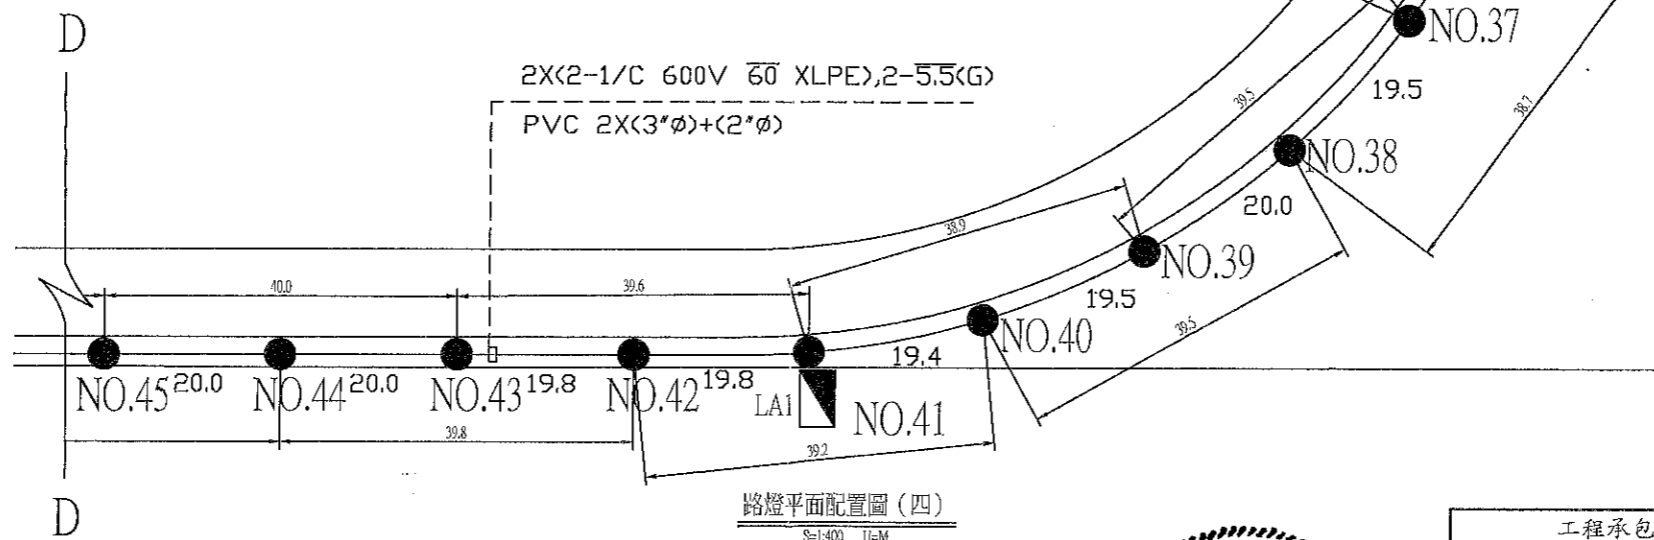 D
2X(2-1/C 600V 60 XLPE),2-5.5(G)
PVC 2X(3"Ø)+(2"Ø)
NO.37
19.5
39.5
38.7
NO.38
20.0
38.9
NO.39
19.5
39.5
40.0
39.6
NO.40
19.4
NO.45
20.0
NO.44
20.0
NO.43
19.8
NO.42
19.8
LA1
NO.41
39.8
39.2
D
路燈平面配置圖（四）
S=1:400 U=M
工程承包